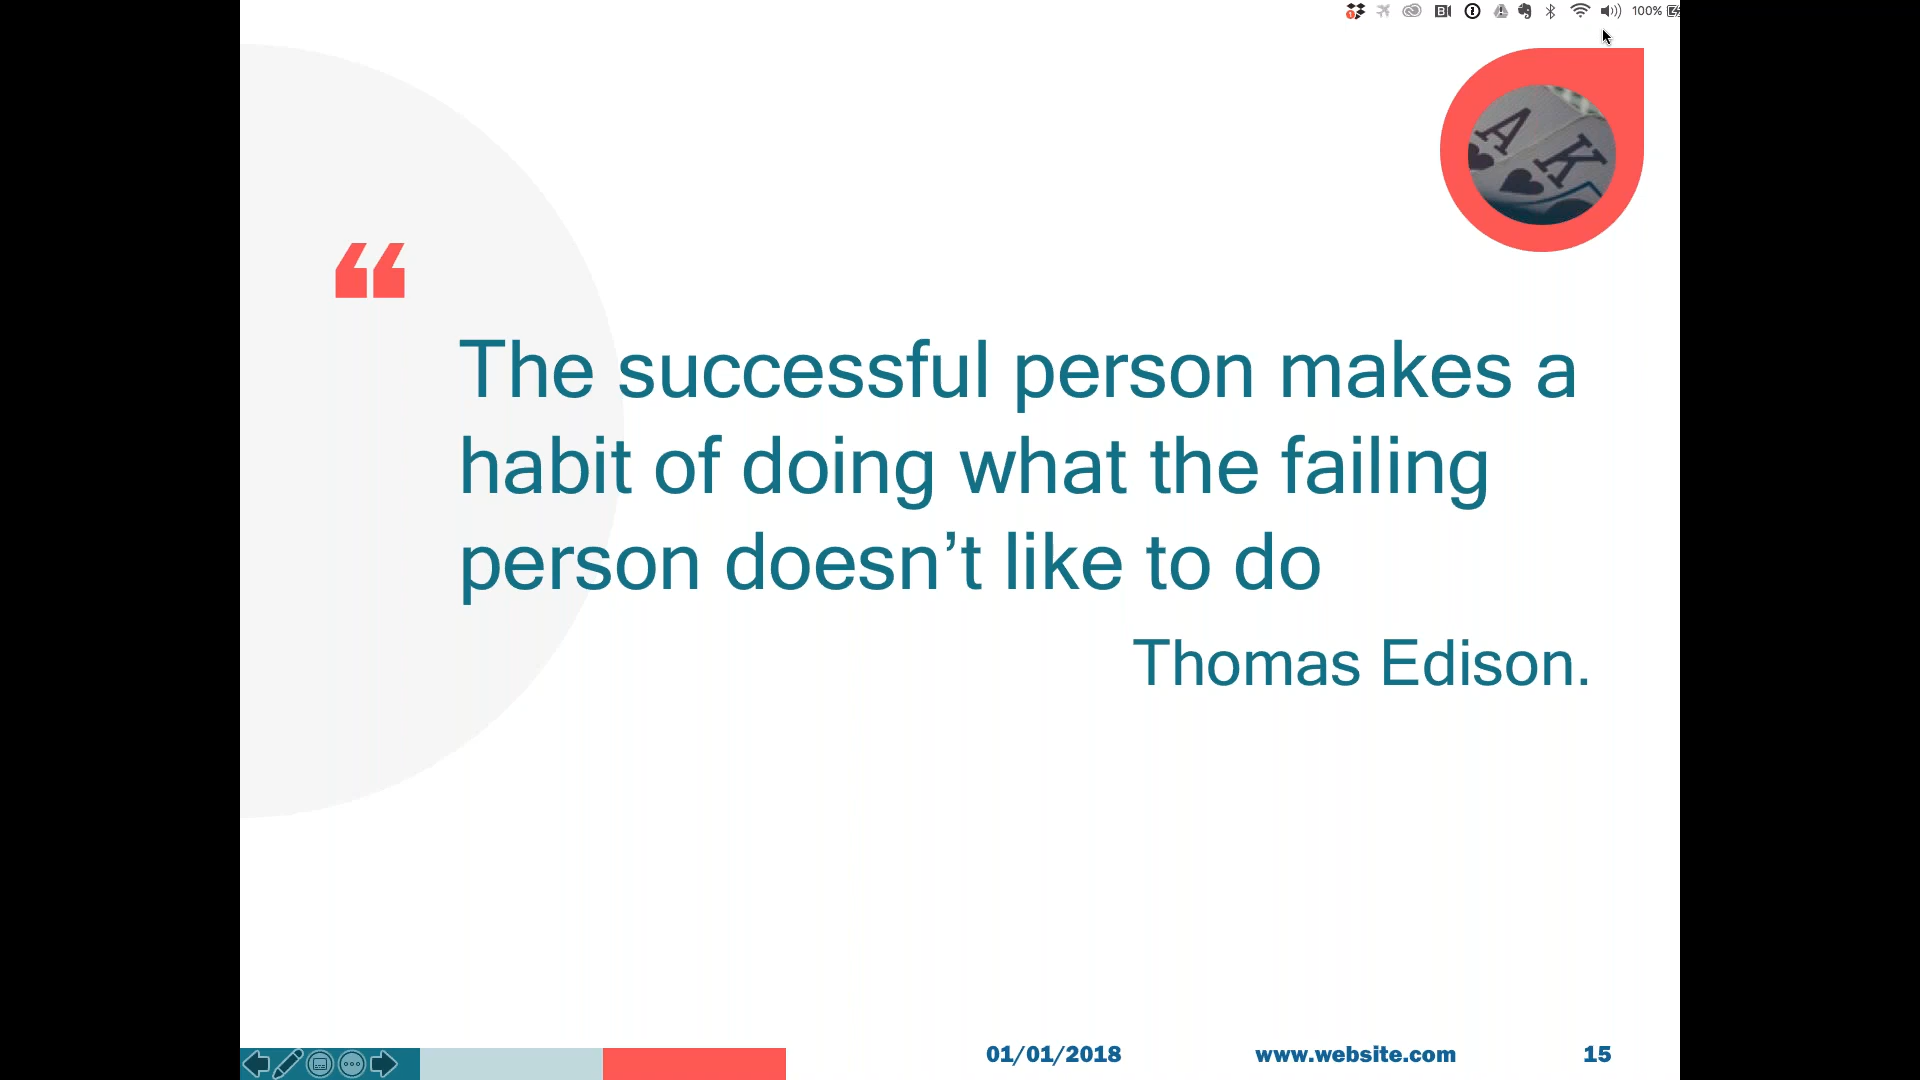 100%
A K
“
The successful person makes a
habit of doing what the failing
person doesn’t like to do
Thomas Edison.
01/01/2018 www.website.com 15